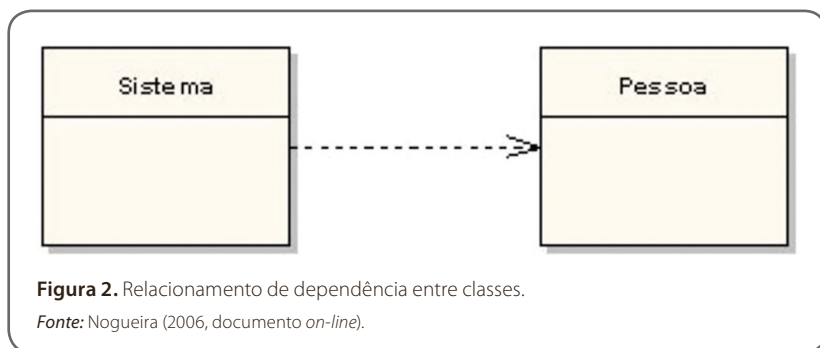 Sistema
Pessoa
Figura 2. Relacionamento de dependência entre classes.
Fonte: Nogueira (2006, documento on-line).